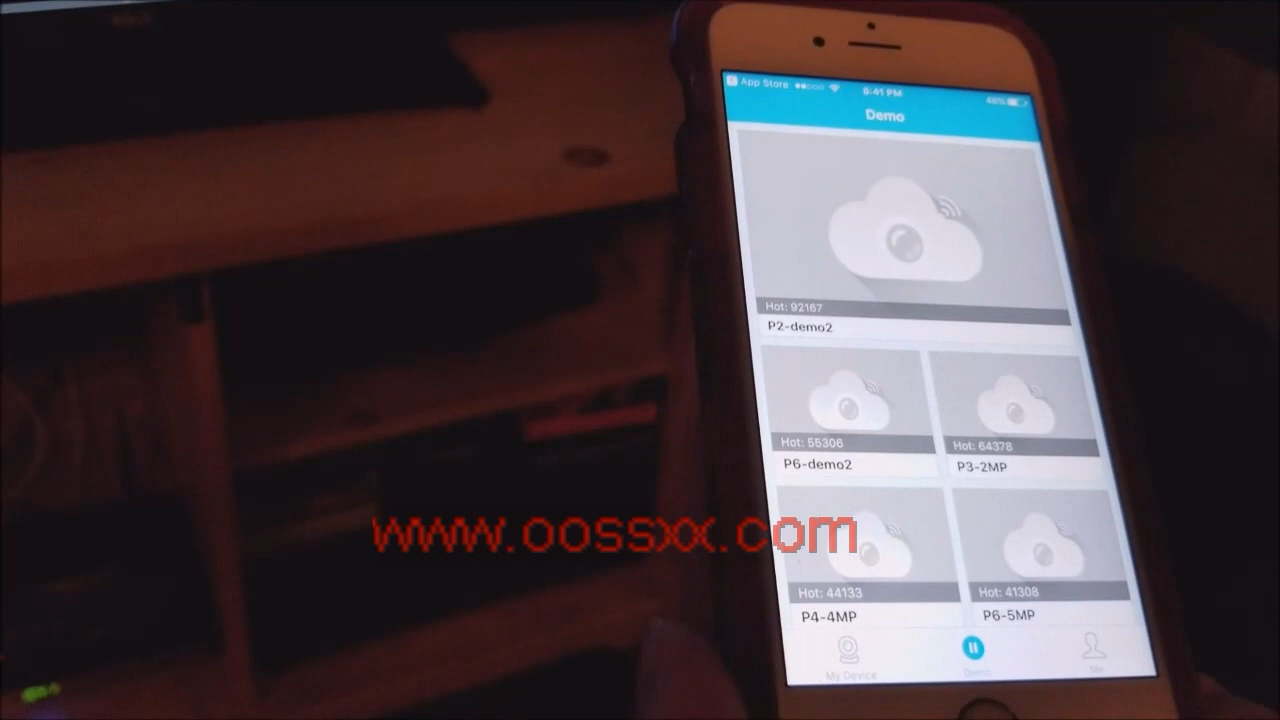 App Store 6:41 PM 48%
Demo
Hot: 92167
P2-demo2
Hot: 55306 Hot: 64378
P6-demo2 P3-2MP
www.oossxx.com
Hot: 44133 Hot: 41308
P4-4MP P6-5MP
My Device Demo Me